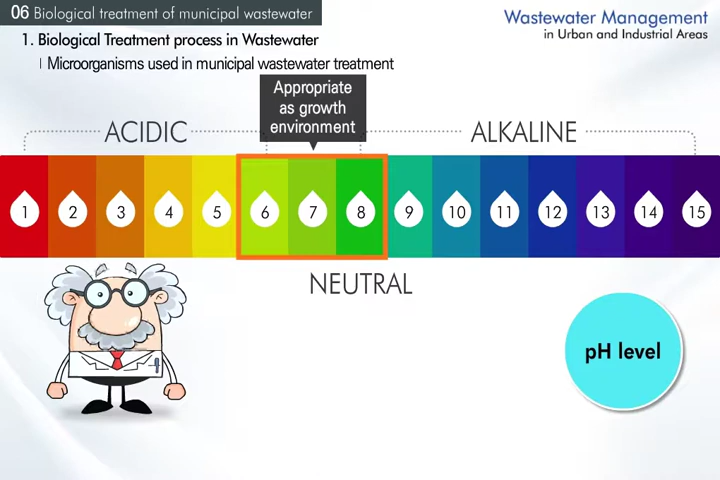 06 Biological treatment of municipal wastewater
Wastewater Management
in Urban and Industrial Areas
1. Biological Treatment process in Wastewater
| Microorganisms used in municipal wastewater treatment
Appropriate
as growth
environment
ACIDIC
ALKALINE
1 2 3 4 5 6 7 8 9 10 11 12 13 14 15
NEUTRAL
pH level